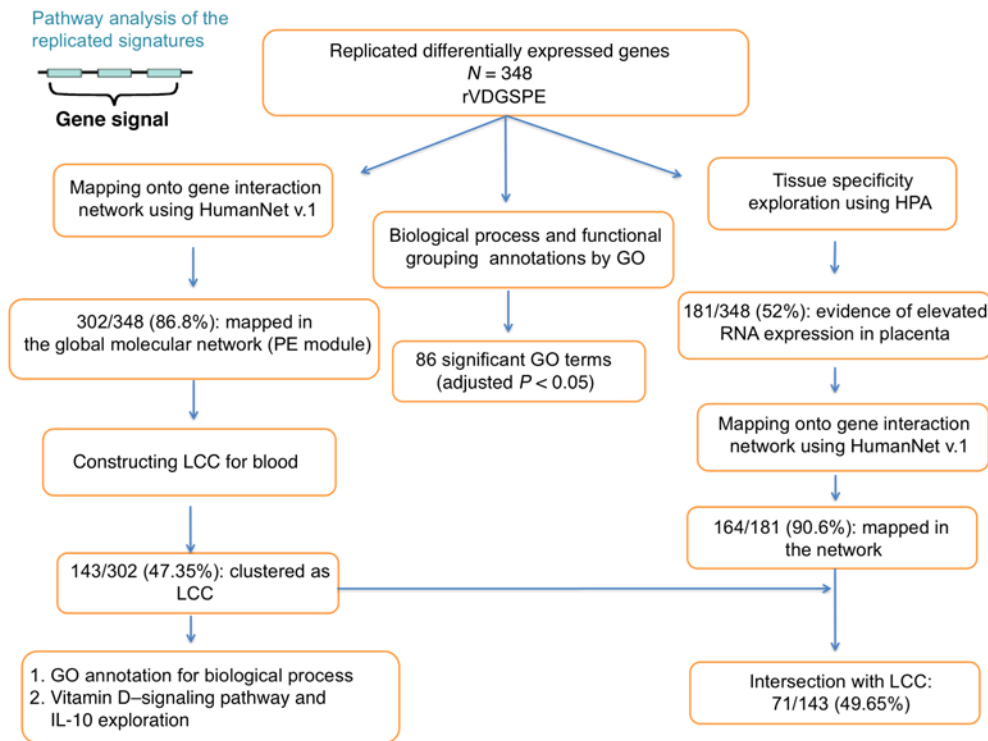 Pathway analysis of the
replicated signatures
Gene signal
Replicated differentially expressed genes
N = 348
rVDGSPE
Mapping onto gene interaction
network using HumanNet v.1
302/348 (86.8%): mapped in
the global molecular network (PE module)
Constructing LCC for blood
143/302 (47.35%): clustered as
LCC
1. GO annotation for biological process
2. Vitamin D–signaling pathway and
IL-10 exploration
Biological process and functional
grouping annotations by GO
86 significant GO terms
(adjusted P < 0.05)
Tissue specificity
exploration using HPA
181/348 (52%): evidence of elevated
RNA expression in placenta
Mapping onto gene interaction
network using HumanNet v.1
164/181 (90.6%): mapped in
the network
Intersection with LCC:
71/143 (49.65%)